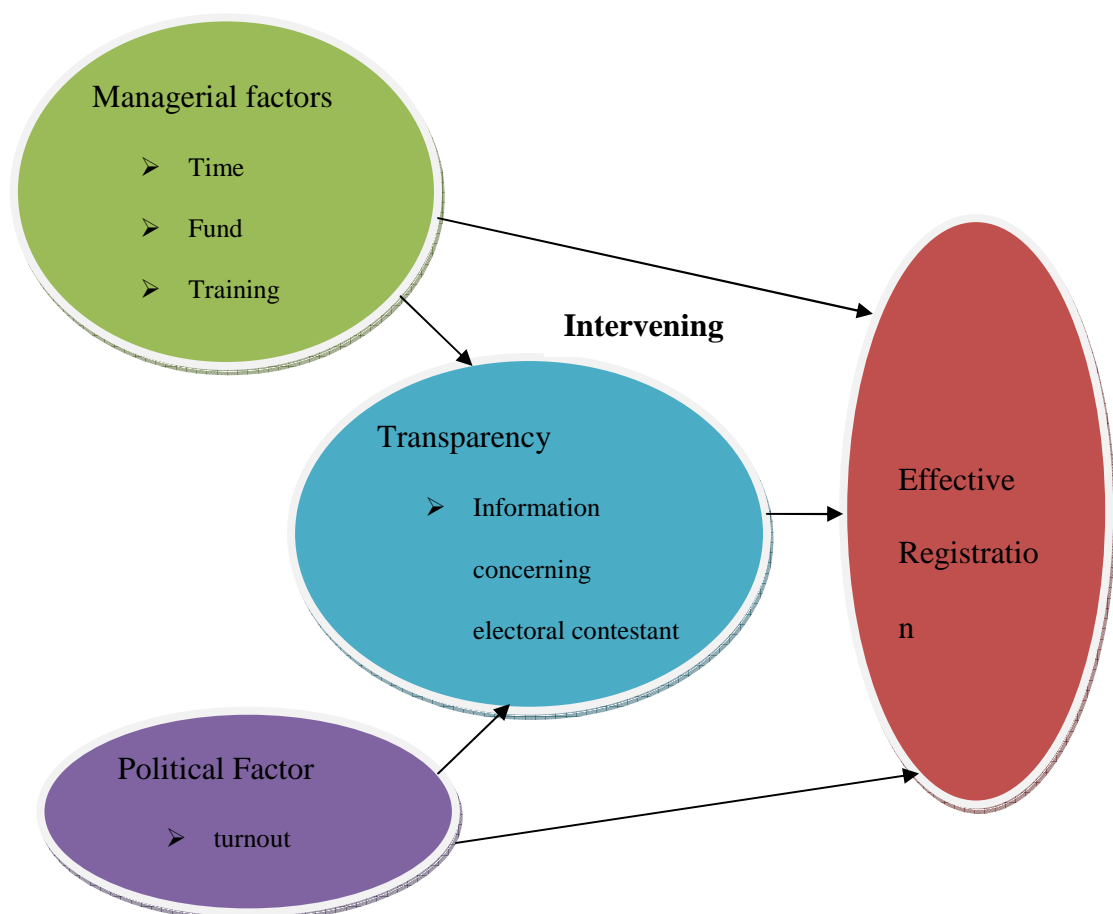 Managerial factors
➢ Time
➢ Fund
➢ Training
Intervening
Transparency
➢ Information
concerning
electoral contestant
Effective
Registratio
n
Political Factor
➢ turnout